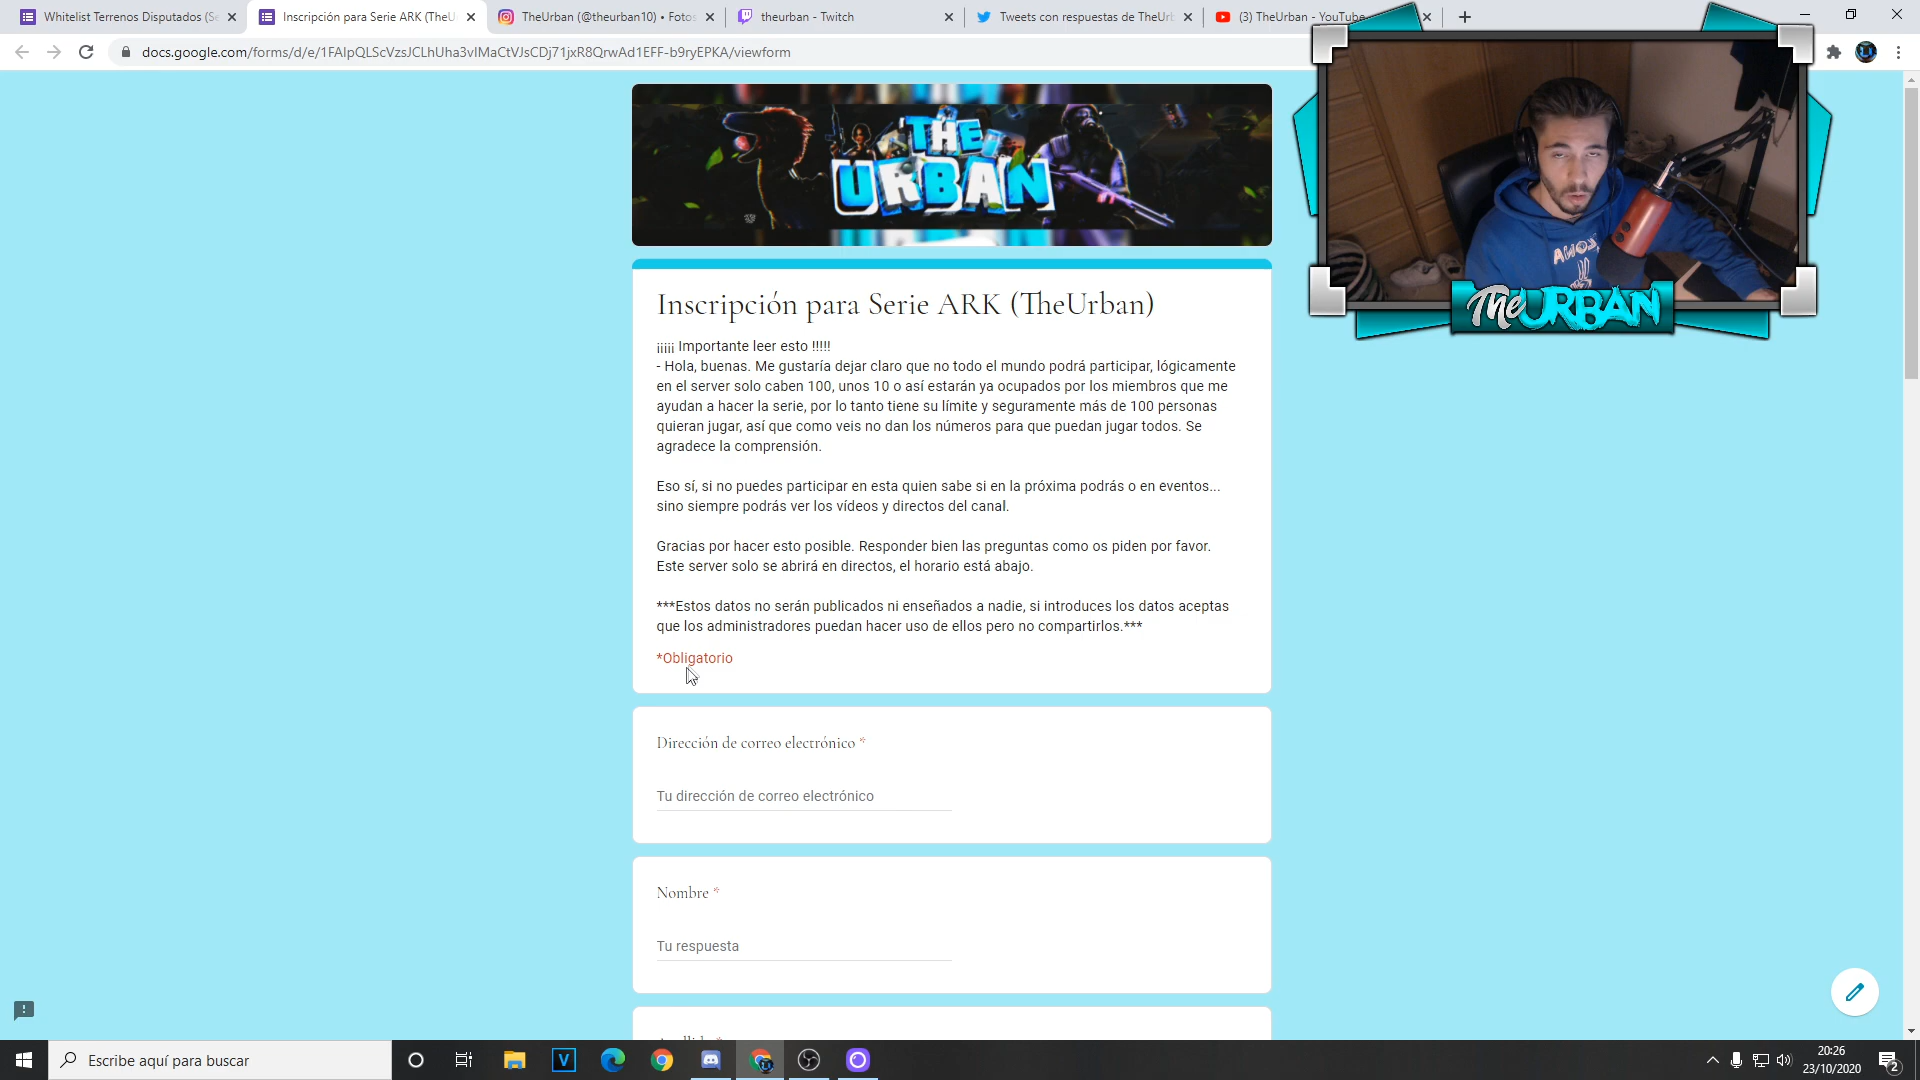 Whitelist Terrenos Disputados (Se
Inscripción para Serie ARK (TheU
TheUrban (@theurban10) • Fotos
theurban - Twitch
Tweets con respuestas de TheUr
(3) TheUrban - YouTube
docs.google.com/forms/d/e/1FAIpQLScVzsJCLhUha3vIMaCtVJsCDj71jxR8QrwAd1EFF-b9ryEPKA/viewform
THE
URBAN
TheURBAN
Inscripción para Serie ARK (TheUrban)
¡¡¡¡¡ Importante leer esto !!!!!
- Hola, buenas. Me gustaría dejar claro que no todo el mundo podrá participar, lógicamente
en el server solo caben 100, unos 10 o así estarán ya ocupados por los miembros que me
ayudan a hacer la serie, por lo tanto tiene su límite y seguramente más de 100 personas
quieran jugar, así que como veis no dan los números para que puedan jugar todos. Se
agradece la comprensión.
Eso sí, si no puedes participar en esta quien sabe si en la próxima podrás o en eventos...
sino siempre podrás ver los vídeos y directos del canal.
Gracias por hacer esto posible. Responder bien las preguntas como os piden por favor.
Este server solo se abrirá en directos, el horario está abajo.
***Estos datos no serán publicados ni enseñados a nadie, si introduces los datos aceptas
que los administradores puedan hacer uso de ellos pero no compartirlos.***
*Obligatorio
Dirección de correo electrónico *
Tu dirección de correo electrónico
Nombre *
Tu respuesta
Escribe aquí para buscar
20:26
23/10/2020
2